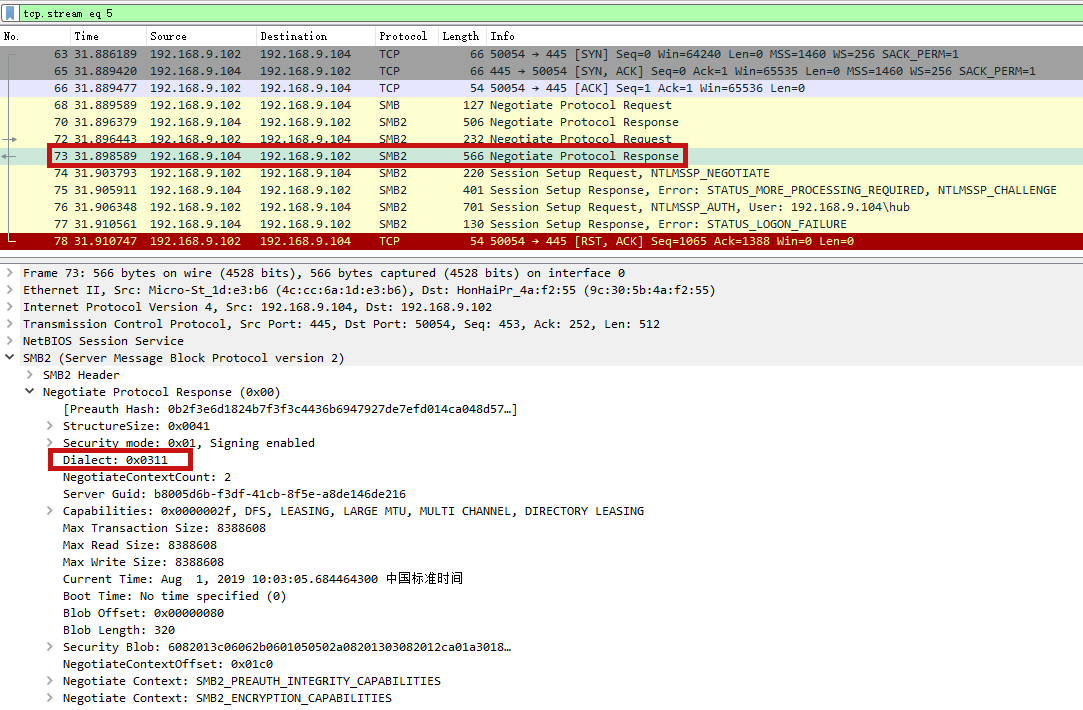 tcp.stream eq 5
No. Time Source Destination Protocol Length Info
63 31.886189 192.168.9.102 192.168.9.104 TCP 66 50054 → 445 [SYN] Seq=0 Win=64240 Len=0 MSS=1460 WS=256 SACK_PERM=1
65 31.889420 192.168.9.104 192.168.9.102 TCP 66 445 → 50054 [SYN, ACK] Seq=0 Ack=1 Win=65535 Len=0 MSS=1460 WS=256 SACK_PERM=1
66 31.889477 192.168.9.102 192.168.9.104 TCP 54 50054 → 445 [ACK] Seq=1 Ack=1 Win=65536 Len=0
68 31.889589 192.168.9.102 192.168.9.104 SMB 127 Negotiate Protocol Request
70 31.896379 192.168.9.104 192.168.9.102 SMB2 506 Negotiate Protocol Response
72 31.896443 192.168.9.102 192.168.9.104 SMB2 232 Negotiate Protocol Request
73 31.898589 192.168.9.104 192.168.9.102 SMB2 566 Negotiate Protocol Response
74 31.903793 192.168.9.102 192.168.9.104 SMB2 220 Session Setup Request, NTLMSSP_NEGOTIATE
75 31.905911 192.168.9.104 192.168.9.102 SMB2 401 Session Setup Response, Error: STATUS_MORE_PROCESSING_REQUIRED, NTLMSSP_CHALLENGE
76 31.906348 192.168.9.102 192.168.9.104 SMB2 701 Session Setup Request, NTLMSSP_AUTH, User: 192.168.9.104\hub
77 31.910561 192.168.9.104 192.168.9.102 SMB2 130 Session Setup Response, Error: STATUS_LOGON_FAILURE
78 31.910747 192.168.9.102 192.168.9.104 TCP 54 50054 → 445 [RST, ACK] Seq=1065 Ack=1388 Win=0 Len=0
Frame 73: 566 bytes on wire (4528 bits), 566 bytes captured (4528 bits) on interface 0
Ethernet II, Src: Micro-St_1d:e3:b6 (4c:cc:6a:1d:e3:b6), Dst: HonHaiPr_4a:f2:55 (9c:30:5b:4a:f2:55)
Internet Protocol Version 4, Src: 192.168.9.104, Dst: 192.168.9.102
Transmission Control Protocol, Src Port: 445, Dst Port: 50054, Seq: 453, Ack: 252, Len: 512
NetBIOS Session Service
SMB2 (Server Message Block Protocol version 2)
SMB2 Header
Negotiate Protocol Response (0x00)
[Preauth Hash: 0b2f3e6d1824b7f3f3c4436b6947927de7efd014ca048d57…]
StructureSize: 0x0041
Security mode: 0x01, Signing enabled
Dialect: 0x0311
NegotiateContextCount: 2
Server Guid: b8005d6b-f3df-41cb-8f5e-a8de146de216
Capabilities: 0x0000002f, DFS, LEASING, LARGE MTU, MULTI CHANNEL, DIRECTORY LEASING
Max Transaction Size: 8388608
Max Read Size: 8388608
Max Write Size: 8388608
Current Time: Aug  1, 2019 10:03:05.684464300 中国标准时间
Boot Time: No time specified (0)
Blob Offset: 0x00000080
Blob Length: 320
Security Blob: 6082013c06062b0601050502a08201303082012ca01a3018…
NegotiateContextOffset: 0x01c0
Negotiate Context: SMB2_PREAUTH_INTEGRITY_CAPABILITIES
Negotiate Context: SMB2_ENCRYPTION_CAPABILITIES